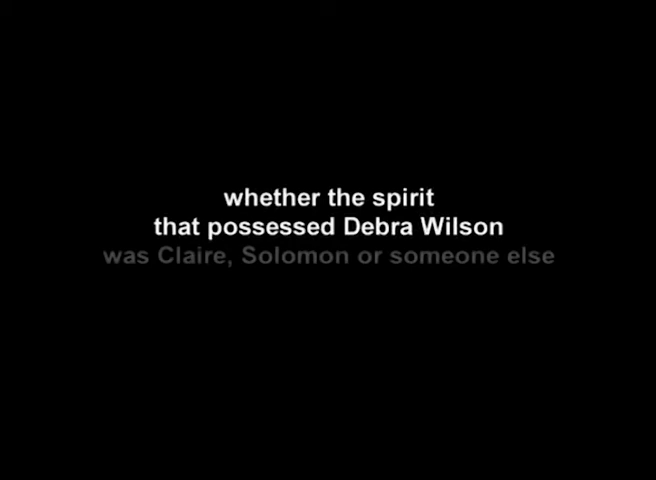 whether the spirit
that possessed Debra Wilson
was Claire, Solomon or someone else